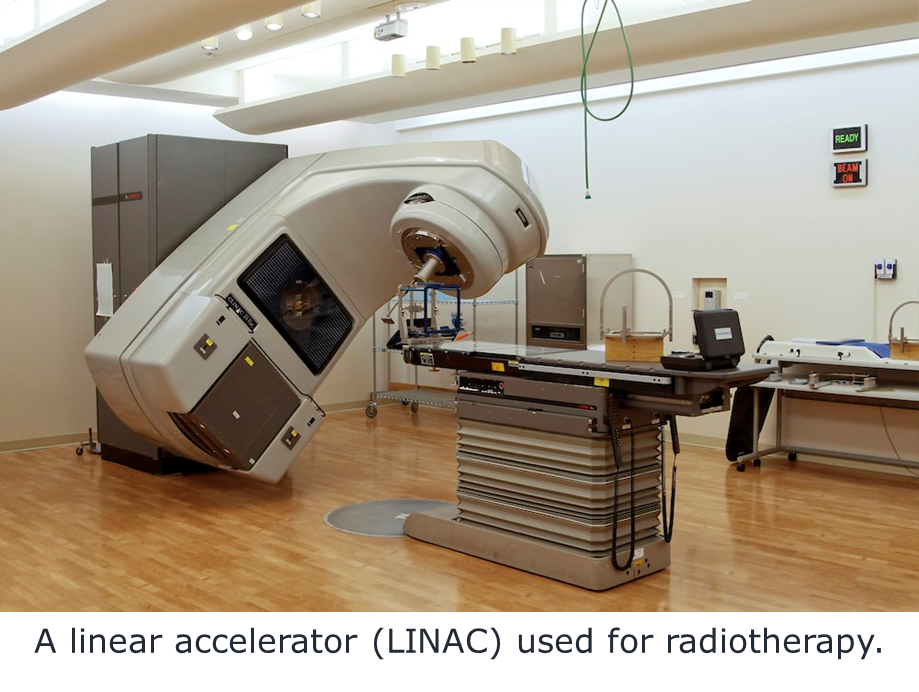 READY
BEAM
ON
A linear accelerator (LINAC) used for radiotherapy.